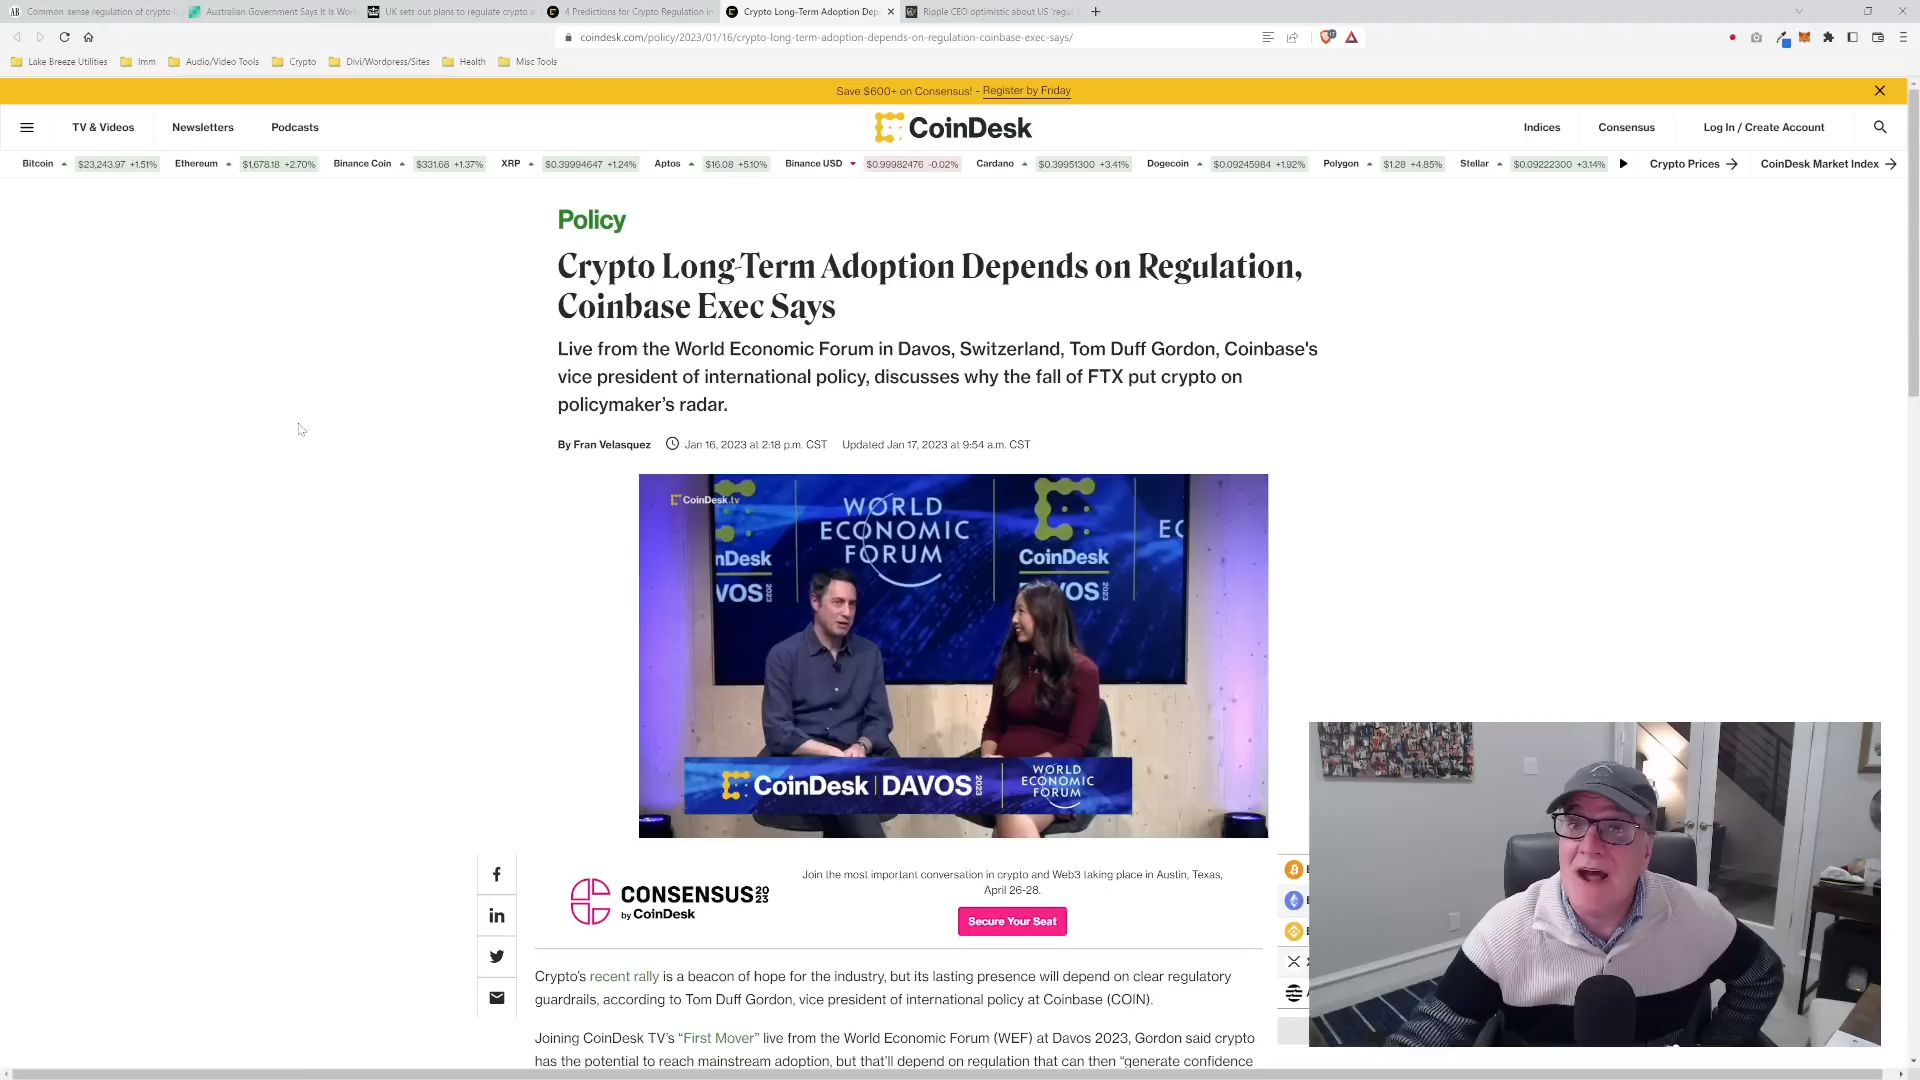 Common sense regulation of crypto i
Australian Government Says It Is Wor
UK sets out plans to regulate crypto a
4 Predictions for Crypto Regulation in
Crypto Long-Term Adoption Dep
Ripple CEO optimistic about US 'regul
coindesk.com/policy/2023/01/16/crypto-long-term-adoption-depends-on-regulation-coinbase-exec-says/
Lake Breeze Utilities
Imm
Audio/Video Tools
Crypto
Divi/Wordpress/Sites
Health
Misc Tools
Save $600+ on Consensus! - Register by Friday
TV & Videos
Newsletters
Podcasts
CoinDesk
Indices
Consensus
Log In / Create Account
Bitcoin $23,243.97 +1.51%
Ethereum $1,678.18 +2.70%
Binance Coin $331.68 +1.37%
XRP $0.39994647 +1.24%
Aptos $16.08 +5.10%
Binance USD $0.99982476 -0.02%
Cardano $0.39951300 +3.41%
Dogecoin $0.09245984 +1.92%
Polygon $1.28 +4.85%
Stellar $0.09222300 +3.14%
Crypto Prices
CoinDesk Market Index
Policy
Crypto Long-Term Adoption Depends on Regulation,
Coinbase Exec Says
Live from the World Economic Forum in Davos, Switzerland, Tom Duff Gordon, Coinbase's
vice president of international policy, discusses why the fall of FTX put crypto on
policymaker’s radar.
By Fran Velasquez
Jan 16, 2023 at 2:18 p.m. CST
Updated Jan 17, 2023 at 9:54 a.m. CST
CoinDesk.tv
WORLD
ECONOMIC
FORUM
EC
inDesk
VOS 2023
CoinDesk
DAVOS 2023
CoinDesk | DAVOS 2023
WORLD
ECONOMIC
FORUM
CONSENSUS 2023
by CoinDesk
Join the most important conversation in crypto and Web3 taking place in Austin, Texas,
April 26-28.
Secure Your Seat
Crypto’s recent rally is a beacon of hope for the industry, but its lasting presence will depend on clear regulatory
guardrails, according to Tom Duff Gordon, vice president of international policy at Coinbase (COIN).
Joining CoinDesk TV’s “First Mover” live from the World Economic Forum (WEF) at Davos 2023, Gordon said crypto
has the potential to reach mainstream adoption, but that’ll depend on regulation that can then “generate confidence